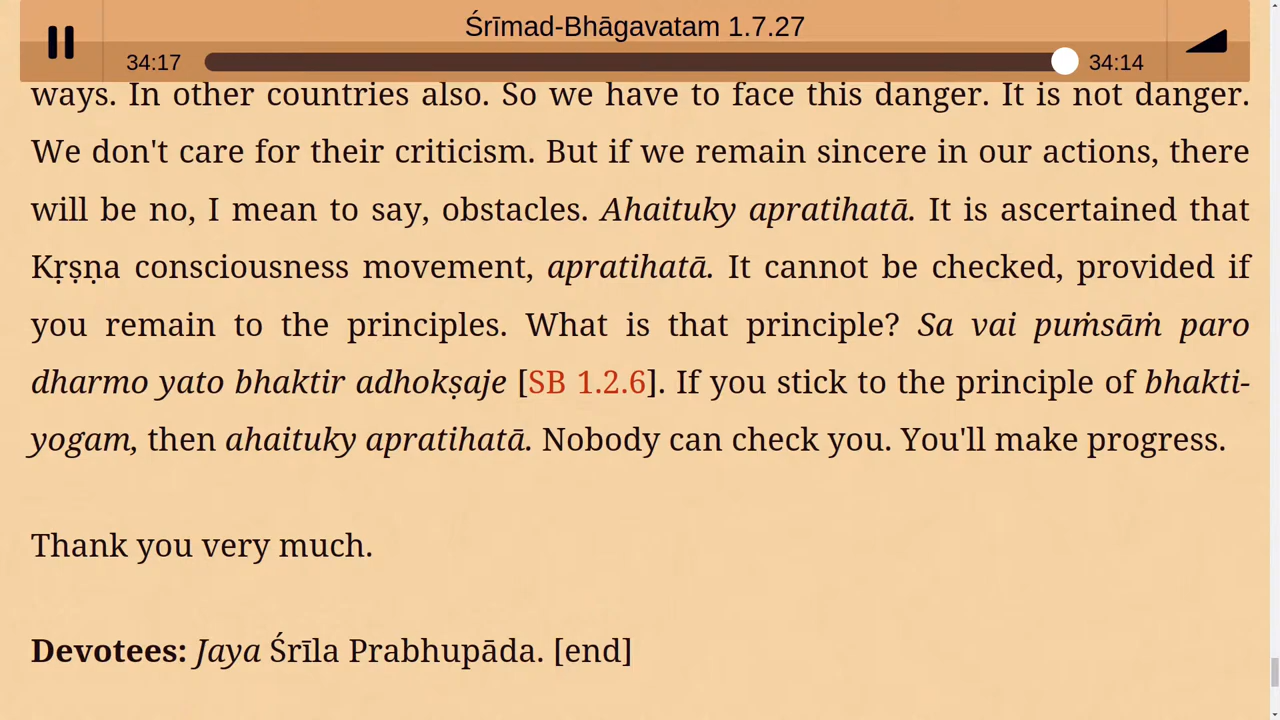 Śrīmad-Bhāgavatam 1.7.27
34:17
34:14
ways. In other countries also. So we have to face this danger. It is not danger.
We don't care for their criticism. But if we remain sincere in our actions, there
will be no, I mean to say, obstacles. Ahaituky apratihatā. It is ascertained that
Kṛṣṇa consciousness movement, apratihatā. It cannot be checked, provided if
you remain to the principles. What is that principle? Sa vai puṁsāṁ paro
dharmo yato bhaktir adhokṣaje [SB 1.2.6]. If you stick to the principle of bhakti-
yogam, then ahaituky apratihatā. Nobody can check you. You'll make progress.
Thank you very much.
Devotees: Jaya Śrīla Prabhupāda. [end]